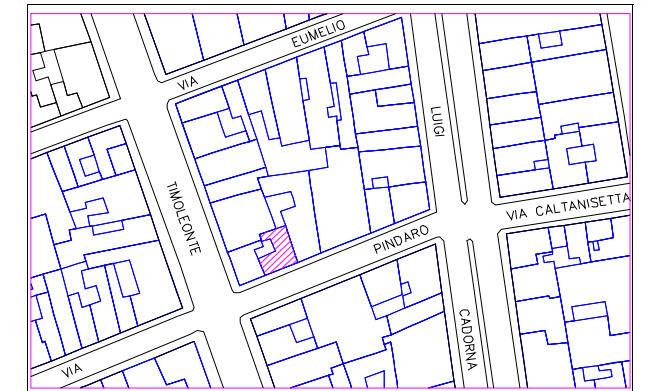 VIA EUMELIO
LUIGI
TIMOLEONTE
VIA CALTANISETTA
VIA PINDARO
CADORNA